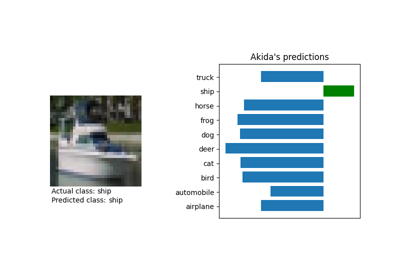 Akida's predictions
truck
ship
horse
frog
dog
deer
cat
bird
automobile
airplane
Actual class: ship
Predicted class: ship